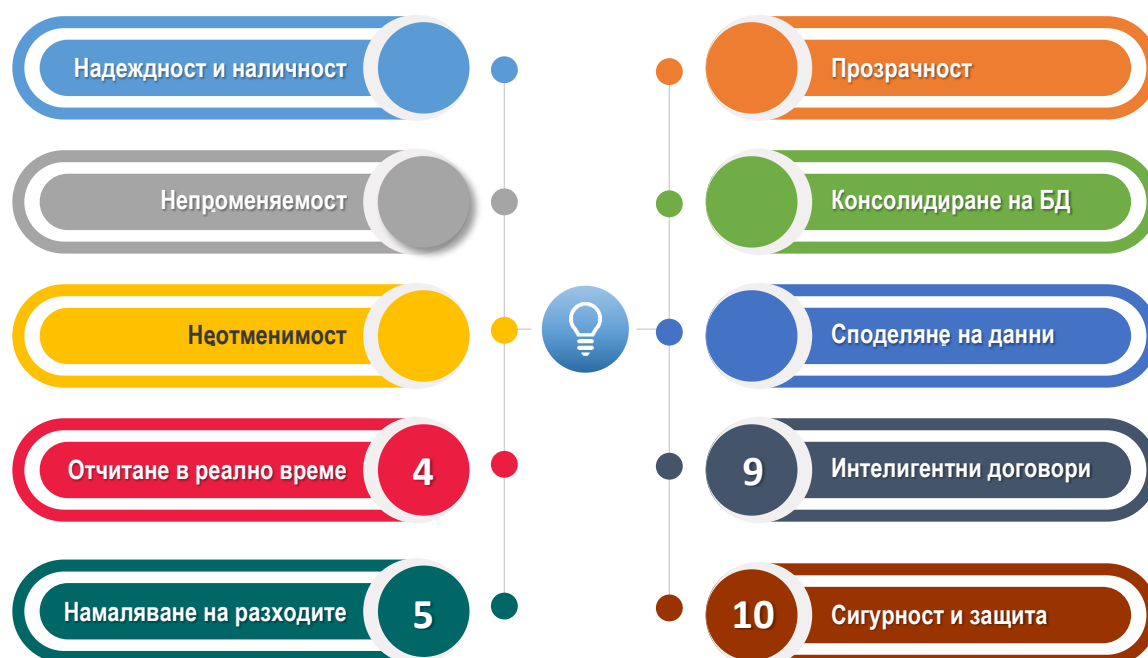 Надеждност и наличност
Непроменяемост
Неотменимост
Отчитане в реално време
4
Намаляване на разходите
5
Прозрачност
Консолидиране на БД
Споделяне на данни
9
Интелигентни договори
10
Сигурност и защита